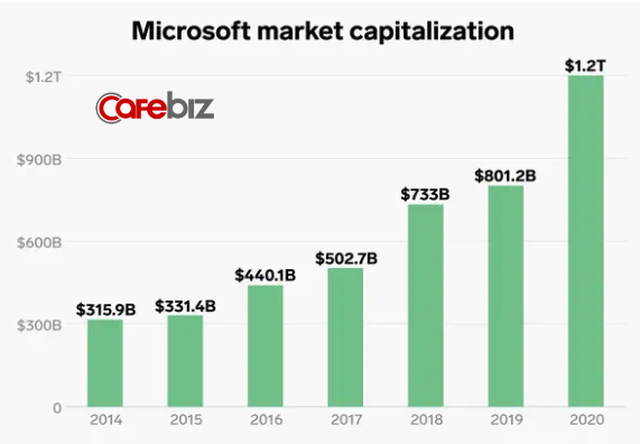 Microsoft market capitalization
$1.2T
$900B
$600B
$300B
0
Cafebiz
$315.9B
$331.4B
$440.1B
$502.7B
$733B
$801.2B
$1.2T
2014 2015 2016 2017 2018 2019 2020